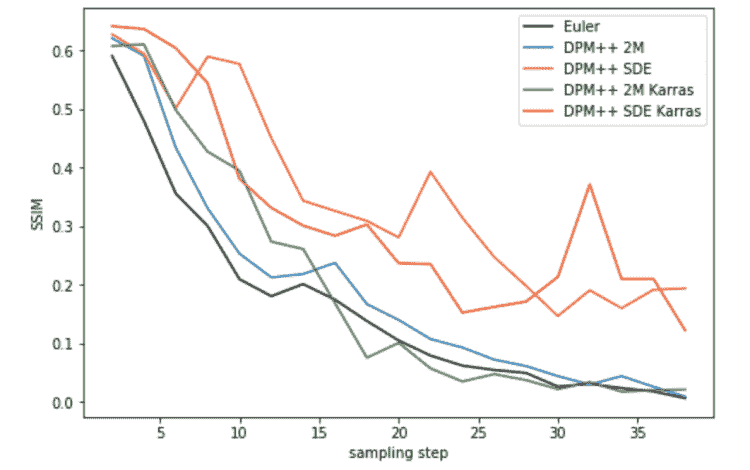 Euler
DPM++ 2M
DPM++ SDE
DPM++ 2M Karras
DPM++ SDE Karras
0.6
0.5
0.4
0.3
0.2
0.1
0.0
SSIM
5 10 15 20 25 30 35
sampling step